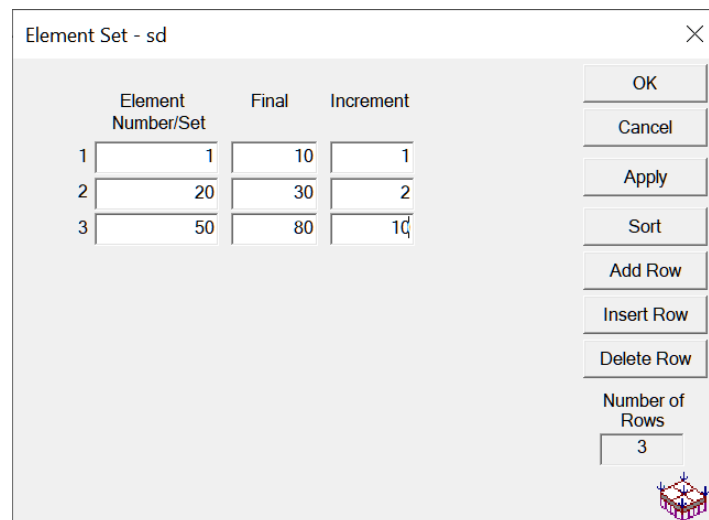 Element Set - sd
Element Number/Set
Final
Increment
1 1 10 1
2 20 30 2
3 50 80 10
OK
Cancel
Apply
Sort
Add Row
Insert Row
Delete Row
Number of
Rows
3